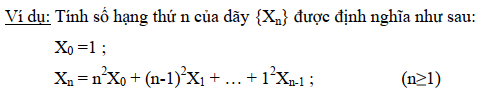 Ví dụ: Tính số hạng thứ n của dãy {Xₙ} được định nghĩa như sau:
X₀ =1 ;
Xₙ = n²X₀ + (n-1)²X₁ + … + 1²Xₙ₋₁ ; (n≥1)